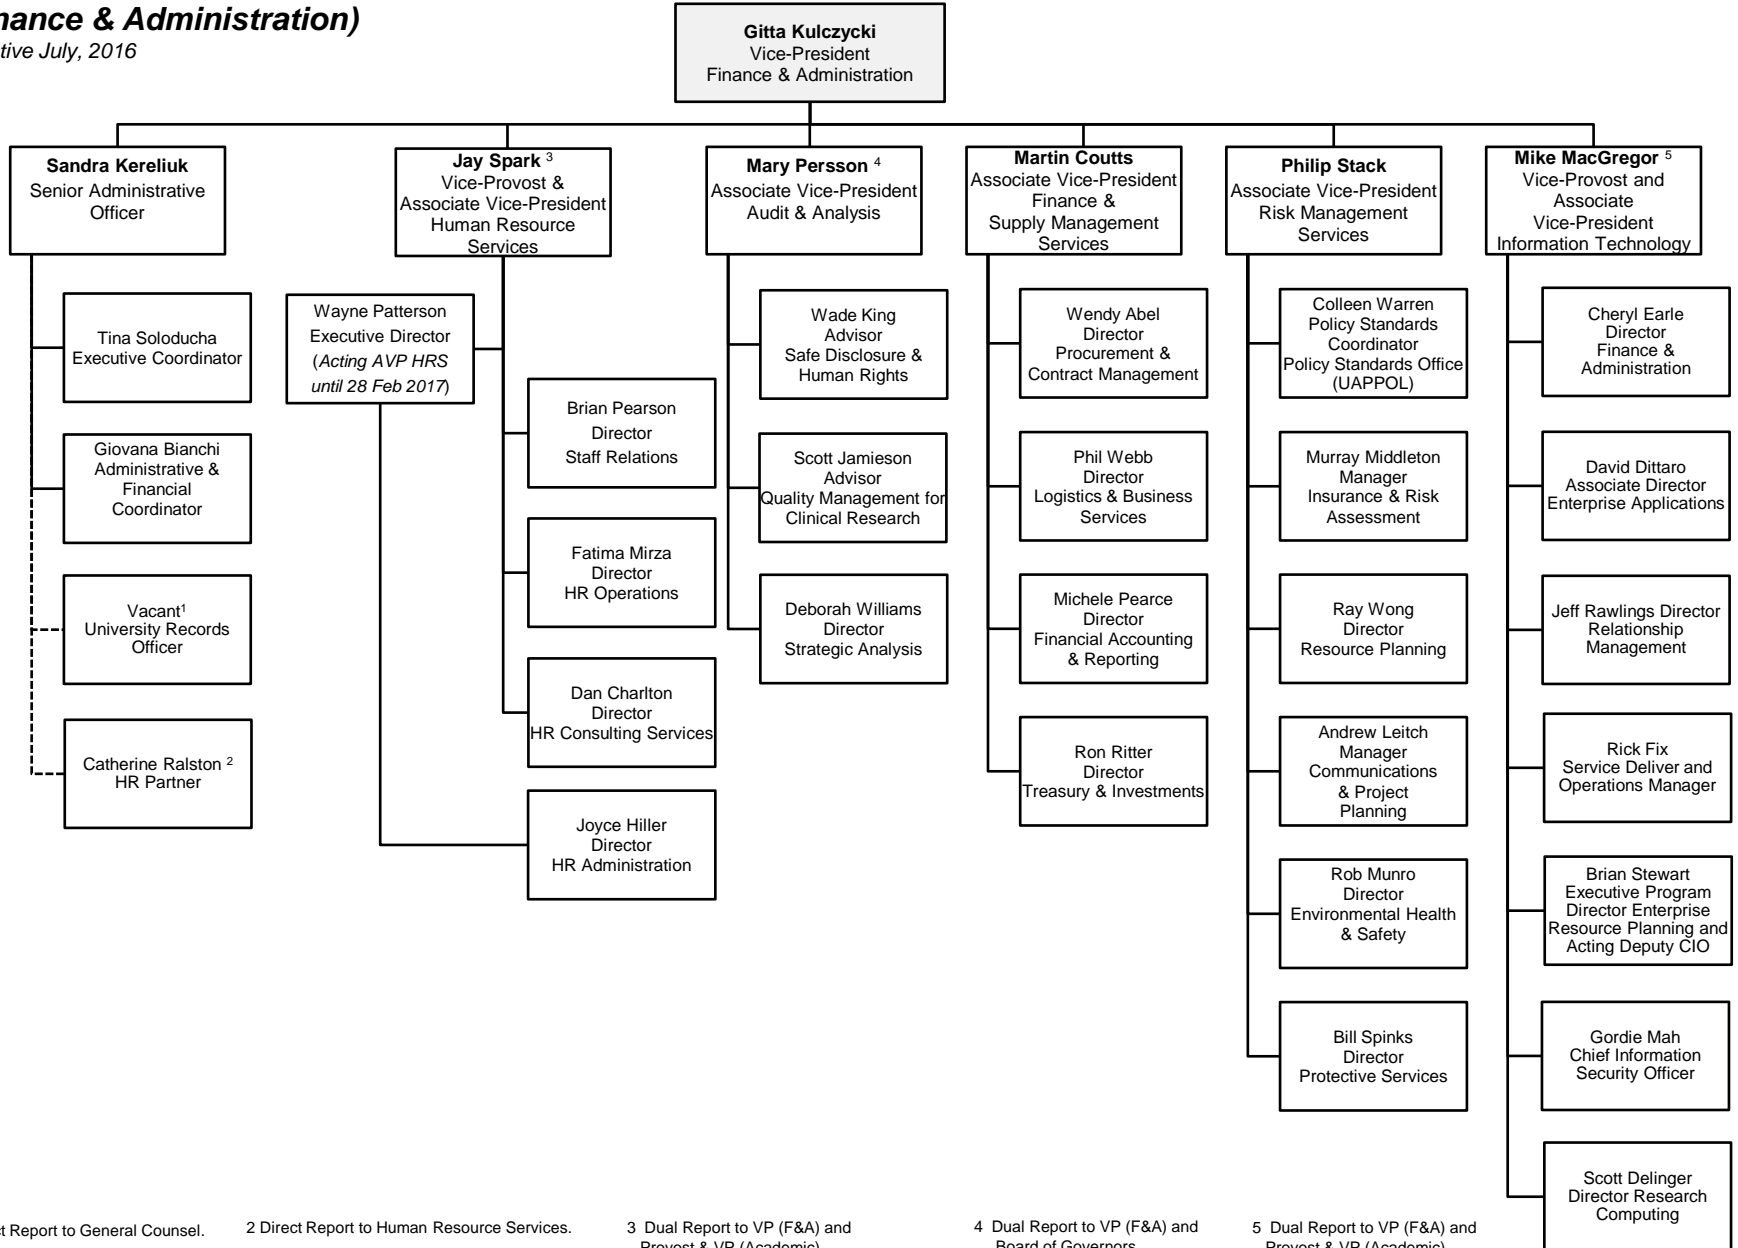 nance & Administration)
tive July, 2016
Gitta Kulczycki
Vice-President
Finance & Administration
Sandra Kereliuk
Senior Administrative
Officer
Jay Spark 3
Vice-Provost &
Associate Vice-President
Human Resource
Services
Mary Persson 4
Associate Vice-President
Audit & Analysis
Martin Coutts
Associate Vice-President
Finance &
Supply Management
Services
Philip Stack
Associate Vice-President
Risk Management
Services
Mike MacGregor 5
Vice-Provost and
Associate
Vice-President
Information Technology
Tina Soloducha
Executive Coordinator
Giovana Bianchi
Administrative &
Financial
Coordinator
Vacant1
University Records
Officer
Catherine Ralston 2
HR Partner
Wayne Patterson
Executive Director
(Acting AVP HRS
until 28 Feb 2017)
Brian Pearson
Director
Staff Relations
Fatima Mirza
Director
HR Operations
Dan Charlton
Director
HR Consulting Services
Joyce Hiller
Director
HR Administration
Wade King
Advisor
Safe Disclosure &
Human Rights
Scott Jamieson
Advisor
Quality Management for
Clinical Research
Deborah Williams
Director
Strategic Analysis
Wendy Abel
Director
Procurement &
Contract Management
Phil Webb
Director
Logistics & Business
Services
Michele Pearce
Director
Financial Accounting
& Reporting
Ron Ritter
Director
Treasury & Investments
Colleen Warren
Policy Standards
Coordinator
Policy Standards Office
(UAPPOL)
Murray Middleton
Manager
Insurance & Risk
Assessment
Ray Wong
Director
Resource Planning
Andrew Leitch
Manager
Communications
& Project
Planning
Rob Munro
Director
Environmental Health
& Safety
Bill Spinks
Director
Protective Services
Cheryl Earle
Director
Finance &
Administration
David Dittaro
Associate Director
Enterprise Applications
Jeff Rawlings Director
Relationship
Management
Rick Fix
Service Deliver and
Operations Manager
Brian Stewart
Executive Program
Director Enterprise
Resource Planning and
Acting Deputy CIO
Gordie Mah
Chief Information
Security Officer
Scott Delinger
Director Research
Computing
ct Report to General Counsel.
2 Direct Report to Human Resource Services.
3 Dual Report to VP (F&A) and
Provost & VP (Academic)
4 Dual Report to VP (F&A) and
Board of Governors
5 Dual Report to VP (F&A) and
Provost & VP (Academic)